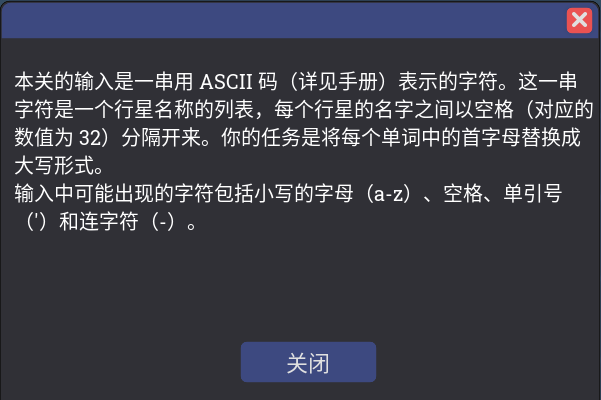 本关的输入是一串用 ASCII 码（详见手册）表示的字符。这一串
字符是一个行星名称的列表，每个行星的名字之间以空格（对应的
数值为 32）分隔开来。你的任务是将每个单词中的首字母替换成
大写形式。
输入中可能出现的字符包括小写的字母（a-z）、空格、单引号
（'）和连字符（-）。
关闭